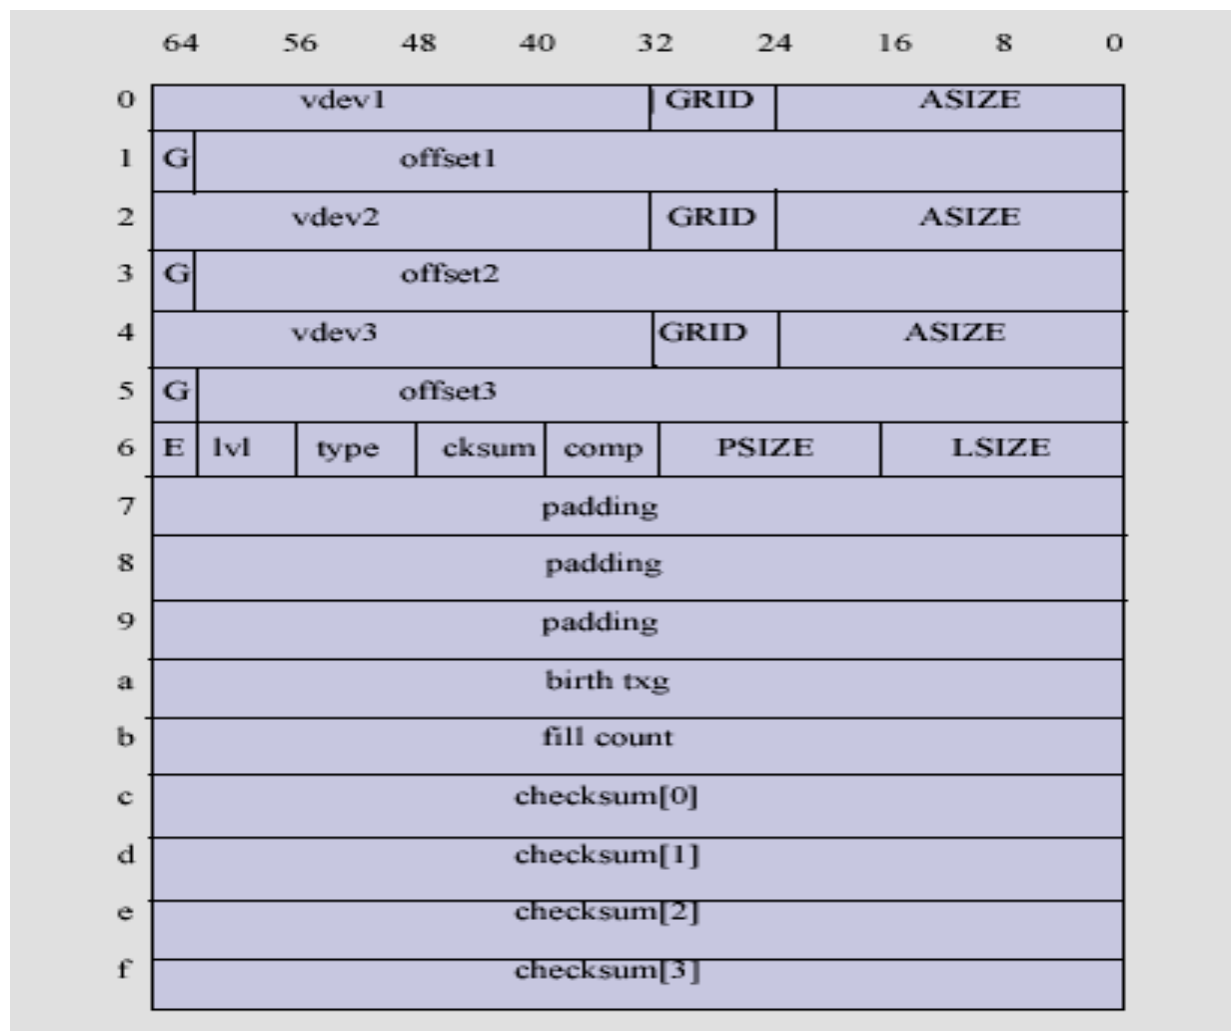 64 56 48 40 32 24 16 8 0
0 vdev1 GRID ASIZE
1 G offset1
2 vdev2 GRID ASIZE
3 G offset2
4 vdev3 GRID ASIZE
5 G offset3
6 E lvl type cksum comp PSIZE LSIZE
7 padding
8 padding
9 padding
a birth txg
b fill count
c checksum[0]
d checksum[1]
e checksum[2]
f checksum[3]